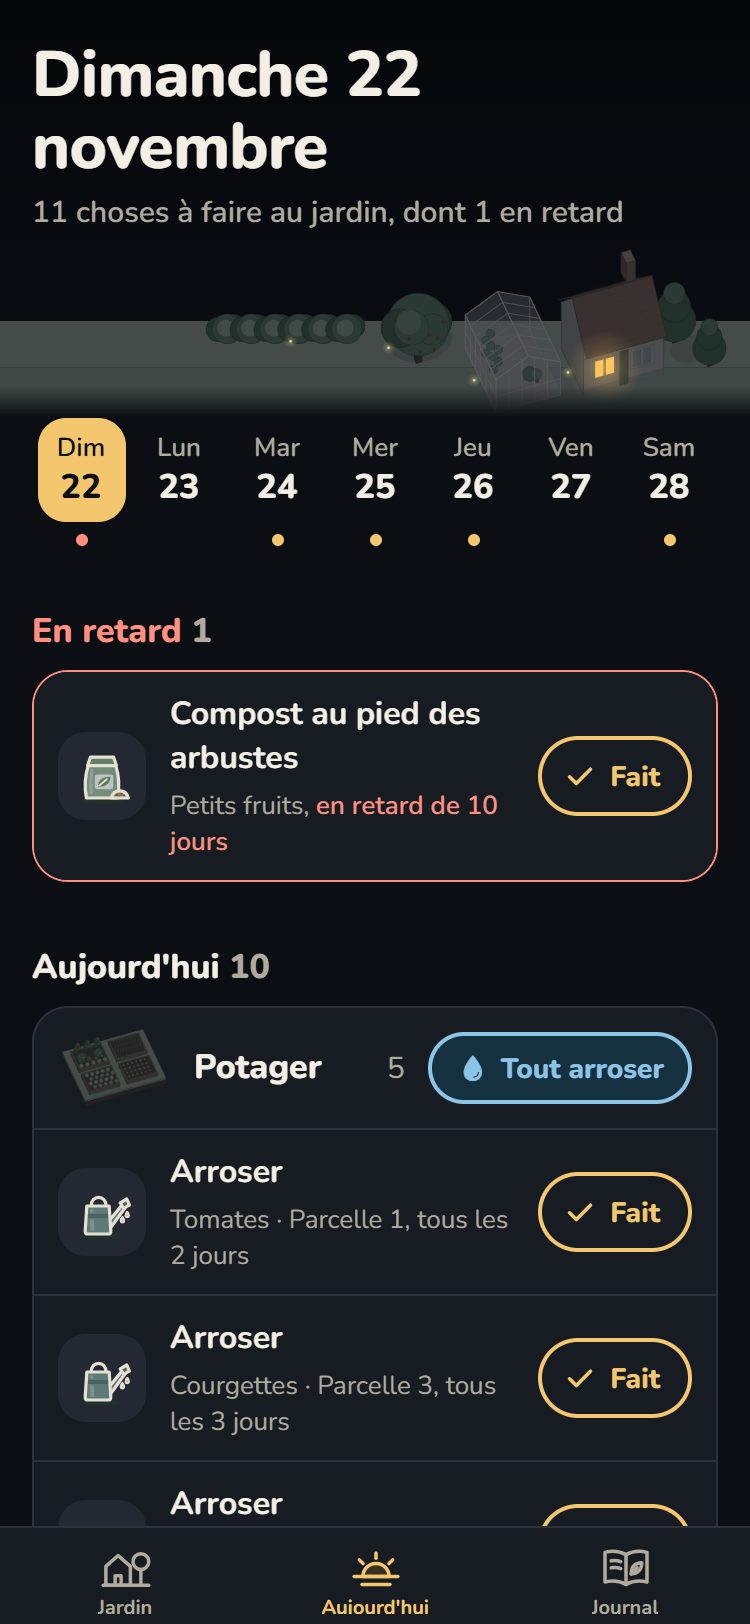 Dimanche 22
novembre
11 choses à faire au jardin, dont 1 en retard
Dim Lun Mar Mer Jeu Ven Sam
22 23 24 25 26 27 28
En retard 1
Compost au pied des
arbustes
Petits fruits, en retard de 10
jours
Fait
Aujourd'hui 10
Potager 5 Tout arroser
Arroser
Tomates · Parcelle 1, tous les
2 jours
Fait
Arroser
Courgettes · Parcelle 3, tous
les 3 jours
Fait
Arroser
Jardin Aujourd'hui Journal